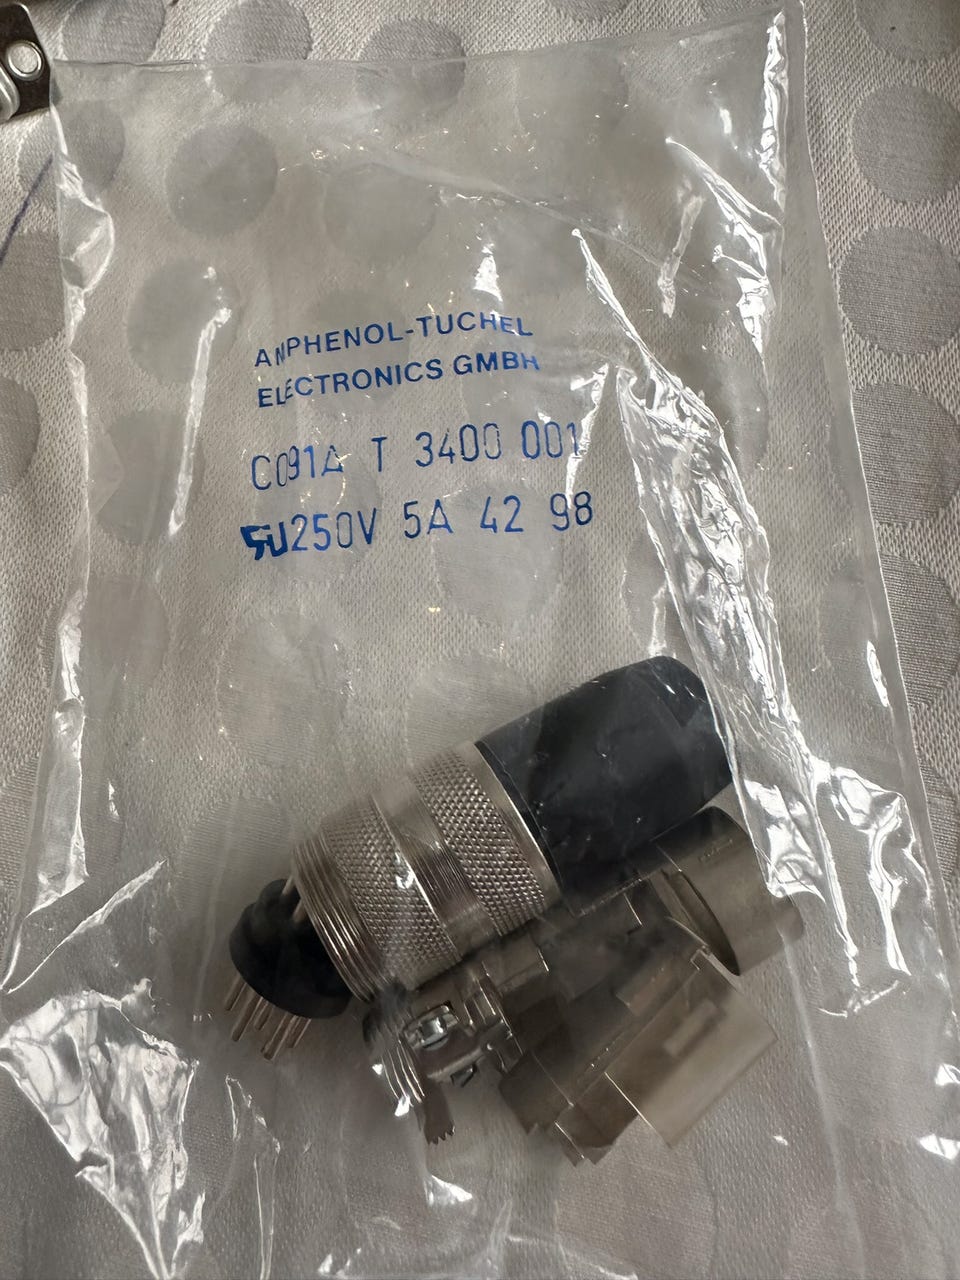 AMPHENOL-TUCHEL
ELECTRONICS GMBH
C091A T 3400 001
250V 5A 42 98